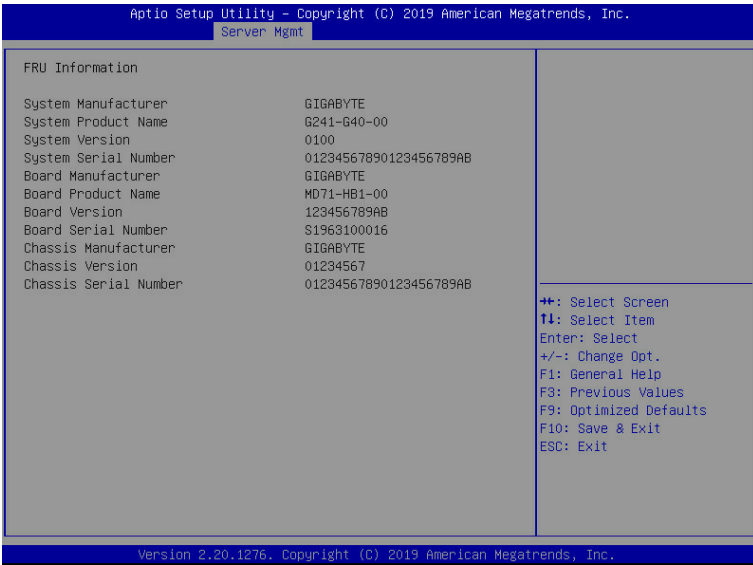 Aptio Setup Utility – Copyright (C) 2019 American Megatrends, Inc.
Server Mgmt
FRU Information
System Manufacturer GIGABYTE
System Product Name G241-G40-00
System Version 0100
System Serial Number 01234567890123456789AB
Board Manufacturer GIGABYTE
Board Product Name MD71-HB1-00
Board Version 123456789AB
Board Serial Number S1963100016
Chassis Manufacturer GIGABYTE
Chassis Version 01234567
Chassis Serial Number 01234567890123456789AB
→←: Select Screen
↑↓: Select Item
Enter: Select
+/-: Change Opt.
F1: General Help
F3: Previous Values
F9: Optimized Defaults
F10: Save & Exit
ESC: Exit
Version 2.20.1276. Copyright (C) 2019 American Megatrends, Inc.